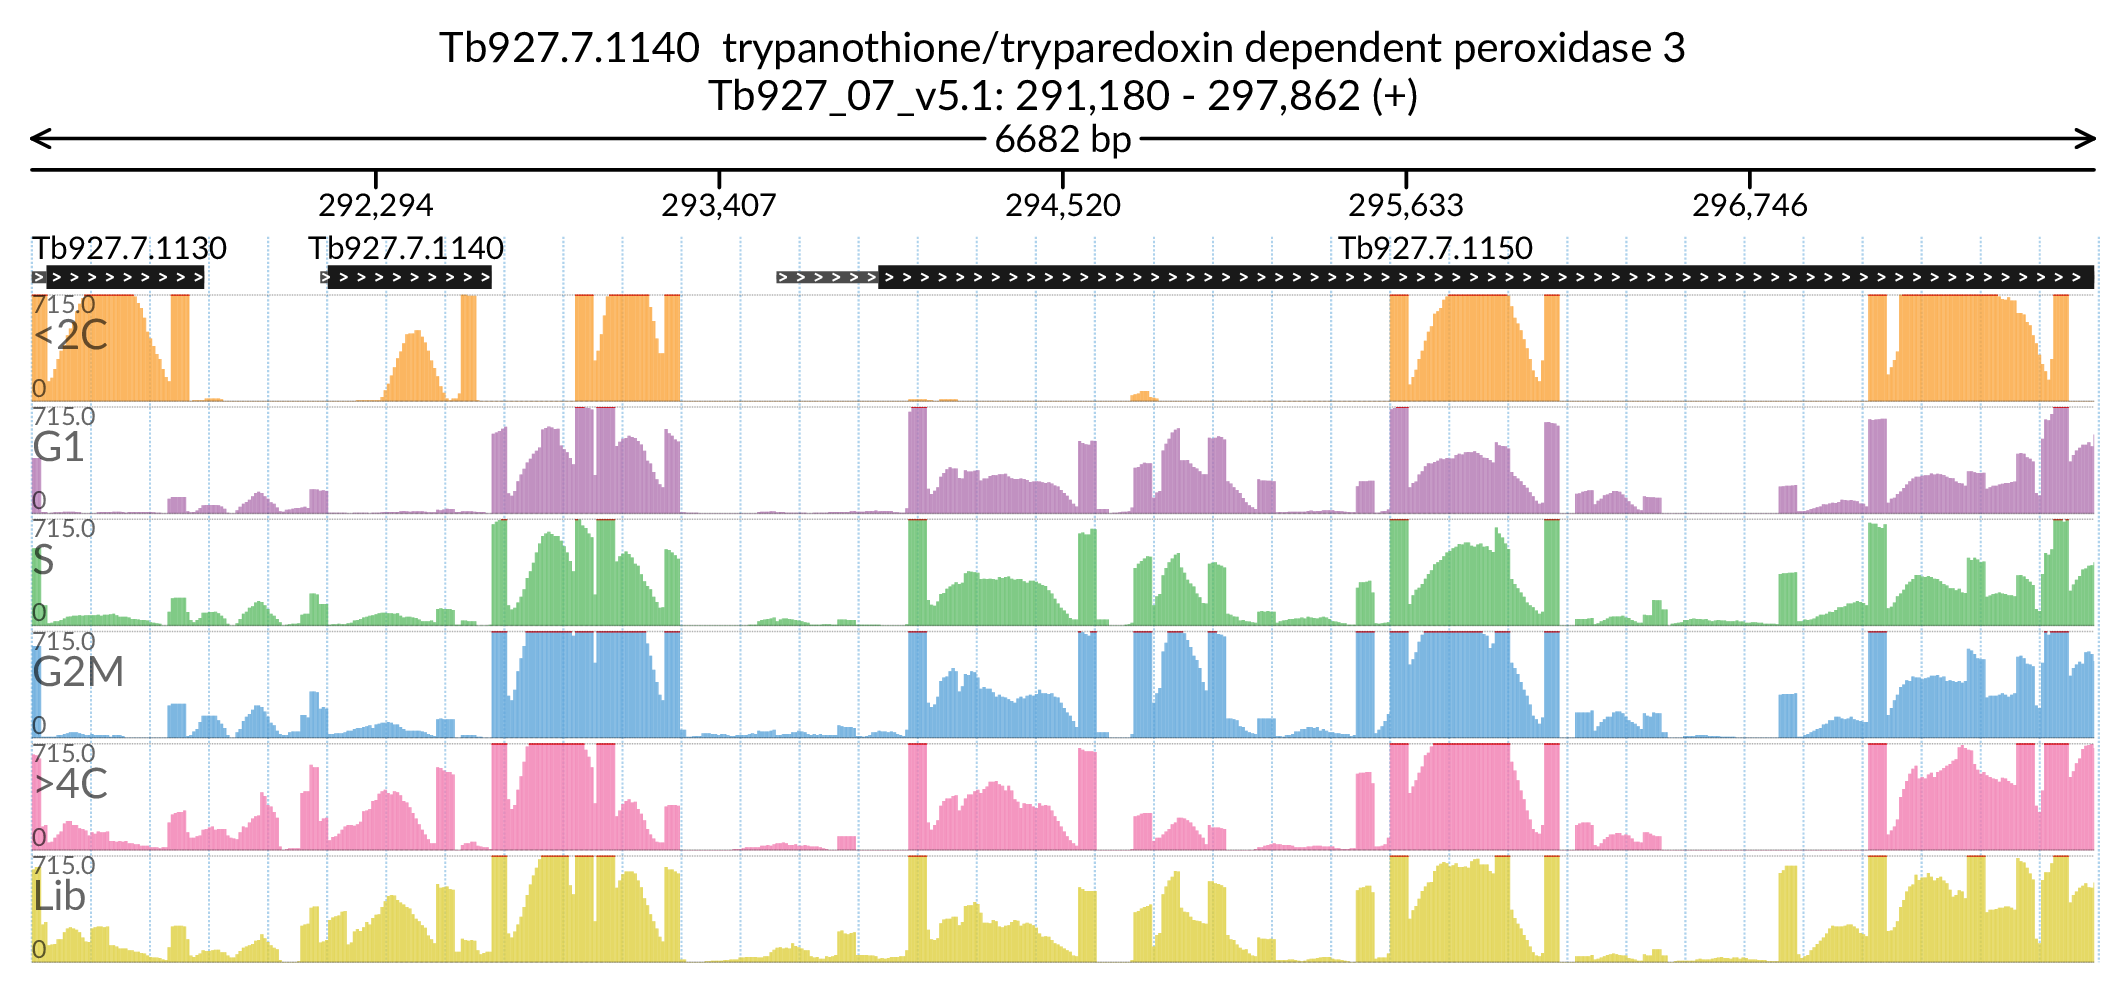 Tb927.7.1140  trypanothione/tryparedoxin dependent peroxidase 3
Tb927_07_v5.1: 291,180 - 297,862 (+)
6682 bp
292,294 293,407 294,520 295,633 296,746
Tb927.7.1130 Tb927.7.1140 Tb927.7.1150
715.0
<2C
0
715.0
G1
0
715.0
S
0
715.0
G2M
0
715.0
>4C
0
715.0
Lib
0